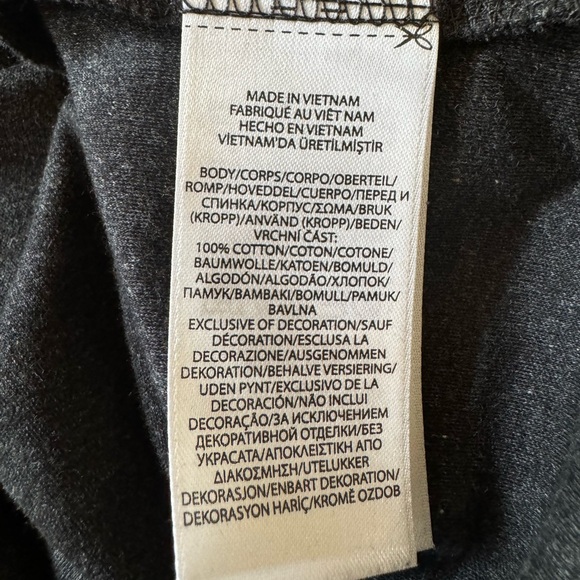 MADE IN VIETNAM
FABRIQUÉ AU VIÊT NAM
HECHO EN VIETNAM
VİETNAM'DA ÜRETİLMİŞTİR
BODY/CORPS/CORPO/OBERTEIL/
ROMP/HOVEDDEL/CUERPO/ПЕРЕД И
СПИНКА/КОРПУС/ΣΩΜΑ/BRUK
(KROPP)/ANVÄND (KROPP)/BEDEN/
VRCHNÍ ČÁST:
100% COTTON/COTON/COTONE/
BAUMWOLLE/KATOEN/BOMULD/
ALGODÓN/ALGODÃO/ХЛОПОК/
ПАМУК/ΒΑΜΒΑΚΙ/BOMULL/PAMUK/
BAVLNA
EXCLUSIVE OF DECORATION/SAUF
DÉCORATION/ESCLUSA LA
DECORAZIONE/AUSGENOMMEN
DEKORATION/BEHALVE VERSIERING/
UDEN PYNT/EXCLUSIVO DE LA
DECORACIÓN/NÃO INCLUI
DECORAÇÃO/ЗА ИСКЛЮЧЕНИЕМ
ДЕКОРАТИВНОЙ ОТДЕЛКИ/БЕЗ
УКРАСАТА/ΑΠΟΚΛΕΙΣΤΙΚΗ ΑΠΟ
ΔΙΑΚΟΣΜΗΣΗ/UTELUKKER
DEKORASJON/ENBART DEKORATION/
DEKORASYON HARİÇ/KROMĚ OZDOB